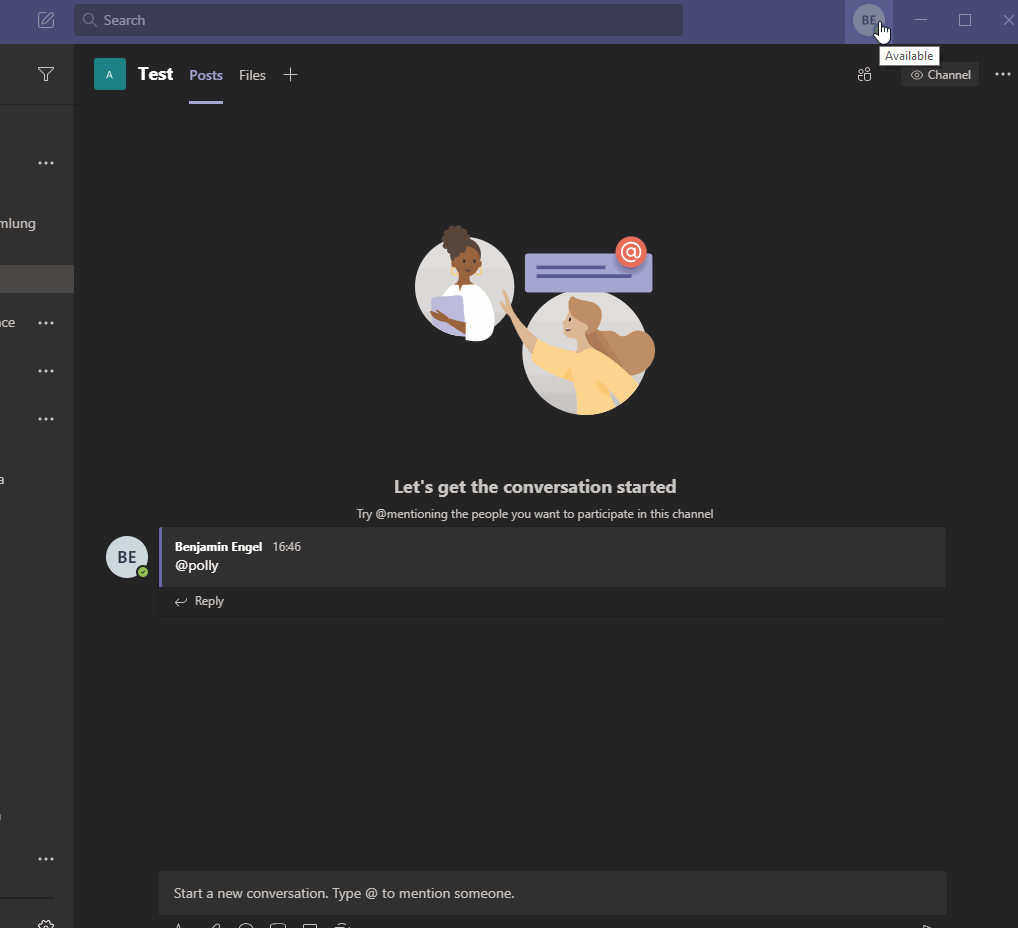 Search
BE
Available
A
Test
Posts
Files
Channel
mlung
ce
a
@
Let's get the conversation started
Try @mentioning the people you want to participate in this channel
BE
Benjamin Engel 16:46
@polly
Reply
Start a new conversation. Type @ to mention someone.